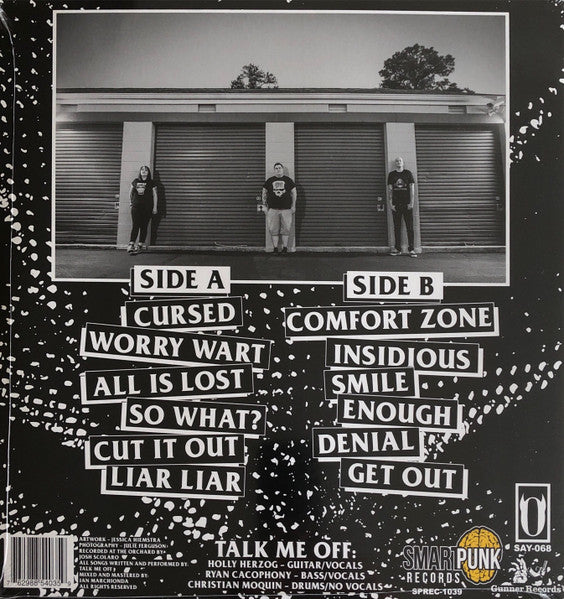 SIDE A
CURSED
WORRY WART
ALL IS LOST
SO WHAT?
CUT IT OUT
LIAR LIAR
SIDE B
COMFORT ZONE
INSIDIOUS
SMILE
ENOUGH
DENIAL
GET OUT
ARTWORK - JESSICA HIEMSTRA
PHOTOGRAPHY - JULIE FERGUSON
RECORDED AT THE ORCHARD BY:
JOSH SCOLARO
ALL SONGS WRITTEN AND PERFORMED BY:
TALK ME OFF
MIXED AND MASTERED BY:
IAN MARCHIONDA
ALL RIGHTS RESERVED
TALK ME OFF:
HOLLY HERZOG - GUITAR/VOCALS
RYAN CACOPHONY - BASS/VOCALS
CHRISTIAN MOQUIN - DRUMS/NO VOCALS
SMARTPUNK
RECORDS
SPREC-1039
SAY-068
Gunner Records